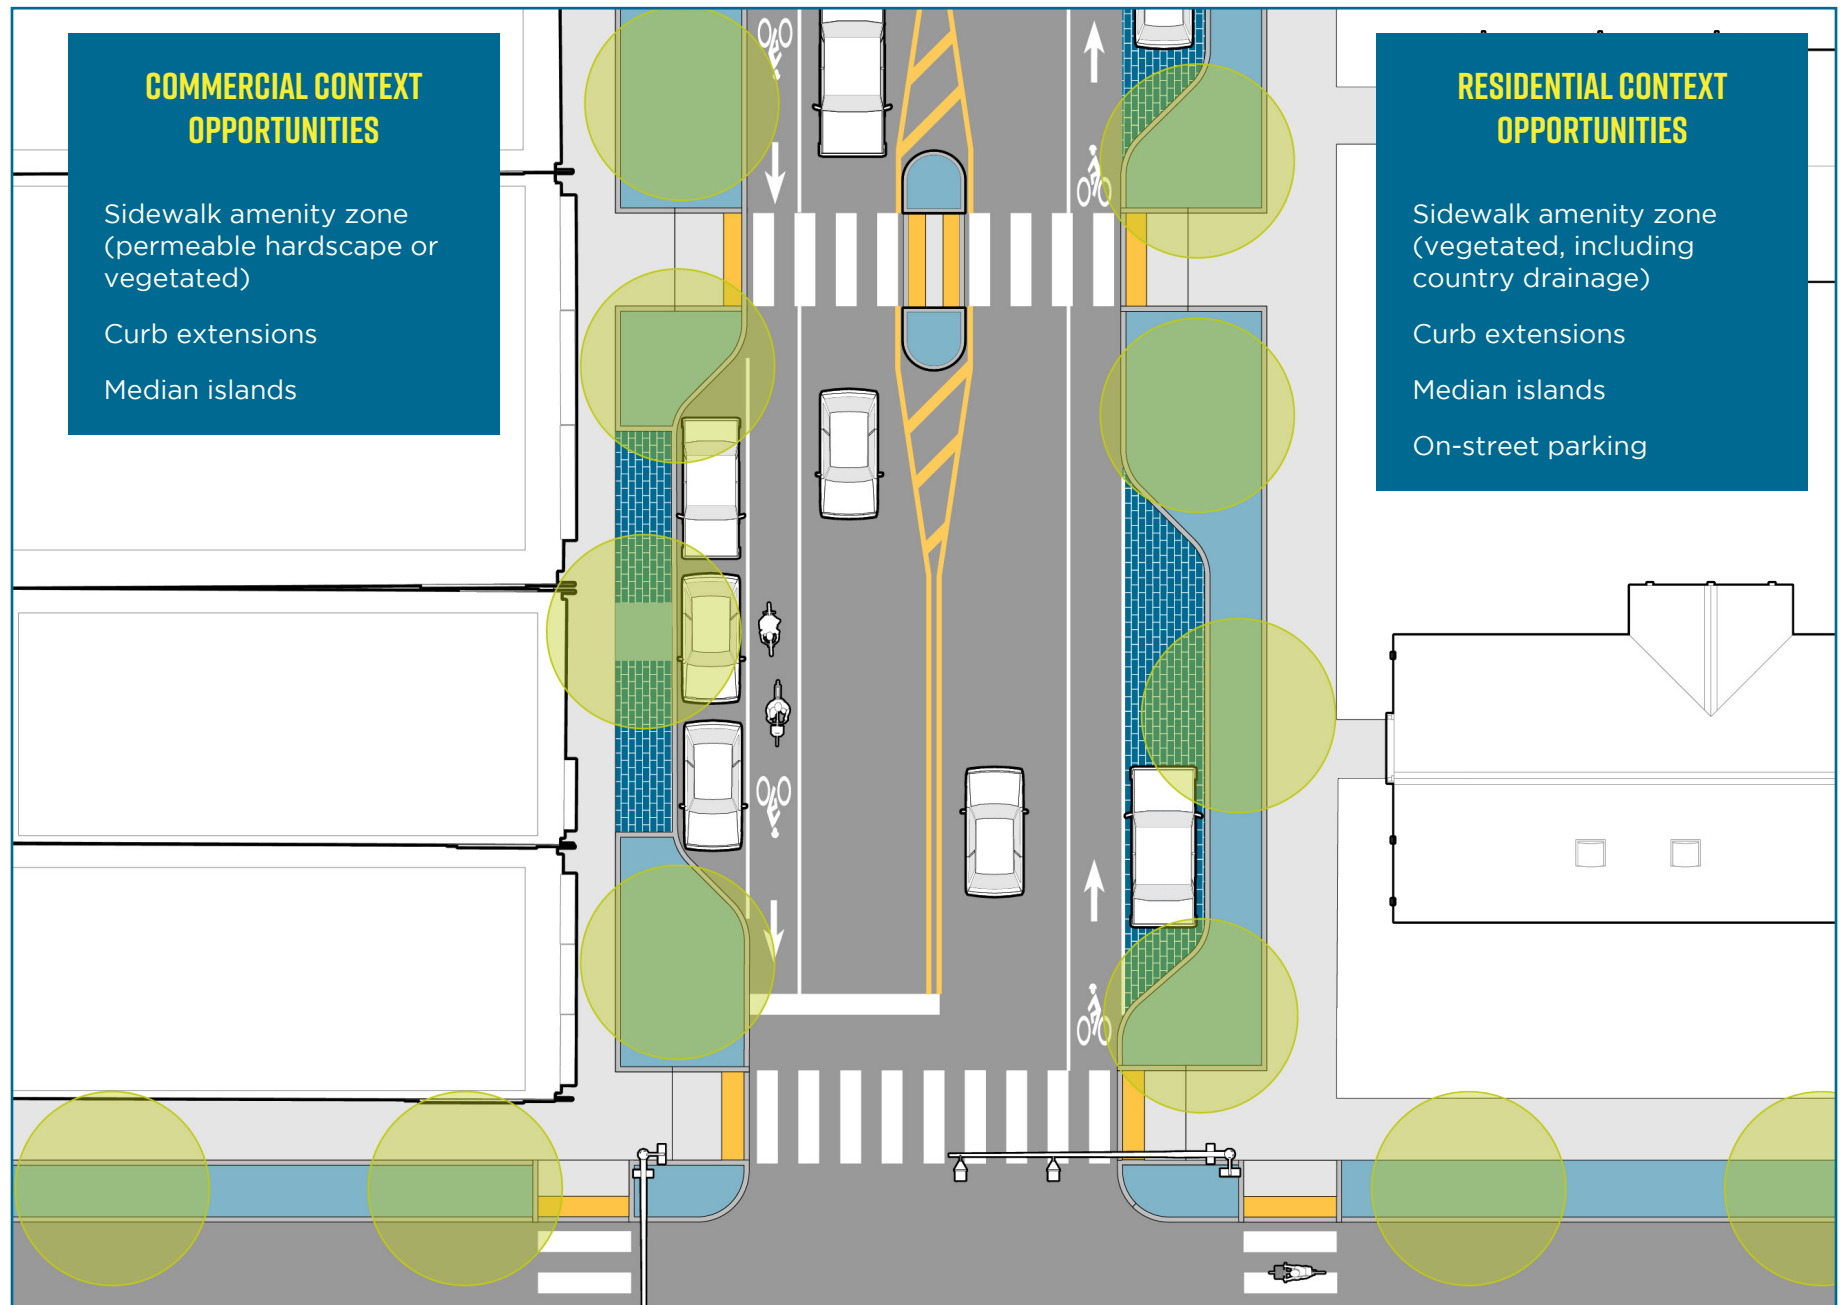 COMMERCIAL CONTEXT
OPPORTUNITIES
Sidewalk amenity zone
(permeable hardscape or
vegetated)
Curb extensions
Median islands
RESIDENTIAL CONTEXT
OPPORTUNITIES
Sidewalk amenity zone
(vegetated, including
country drainage)
Curb extensions
Median islands
On-street parking